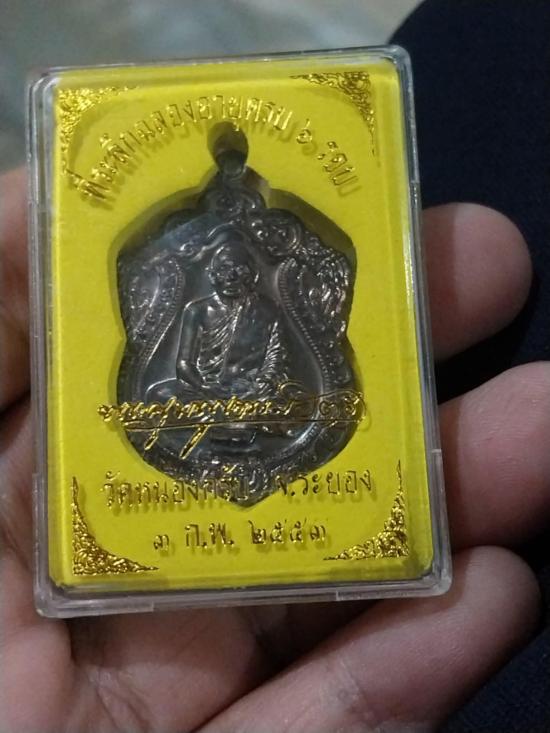 ที่ระลึกฉลองอายุครบ ๖ รอบ
วัดหนองกรับ จ.ระยอง
๓ ก.พ. ๒๕๕๓